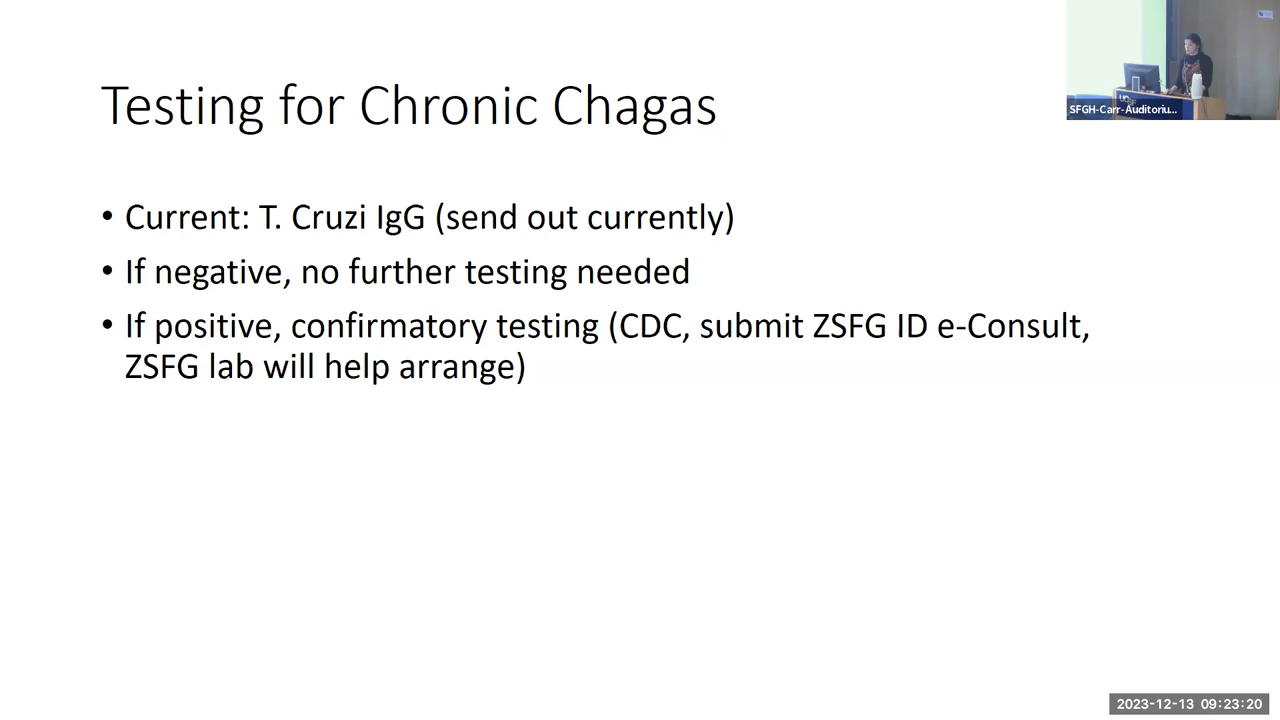 Testing for Chronic Chagas
SFGH-Carr-Auditoriu...
• Current: T. Cruzi IgG (send out currently)
• If negative, no further testing needed
• If positive, confirmatory testing (CDC, submit ZSFG ID e-Consult,
ZSFG lab will help arrange)
2023-12-13 09:23:20